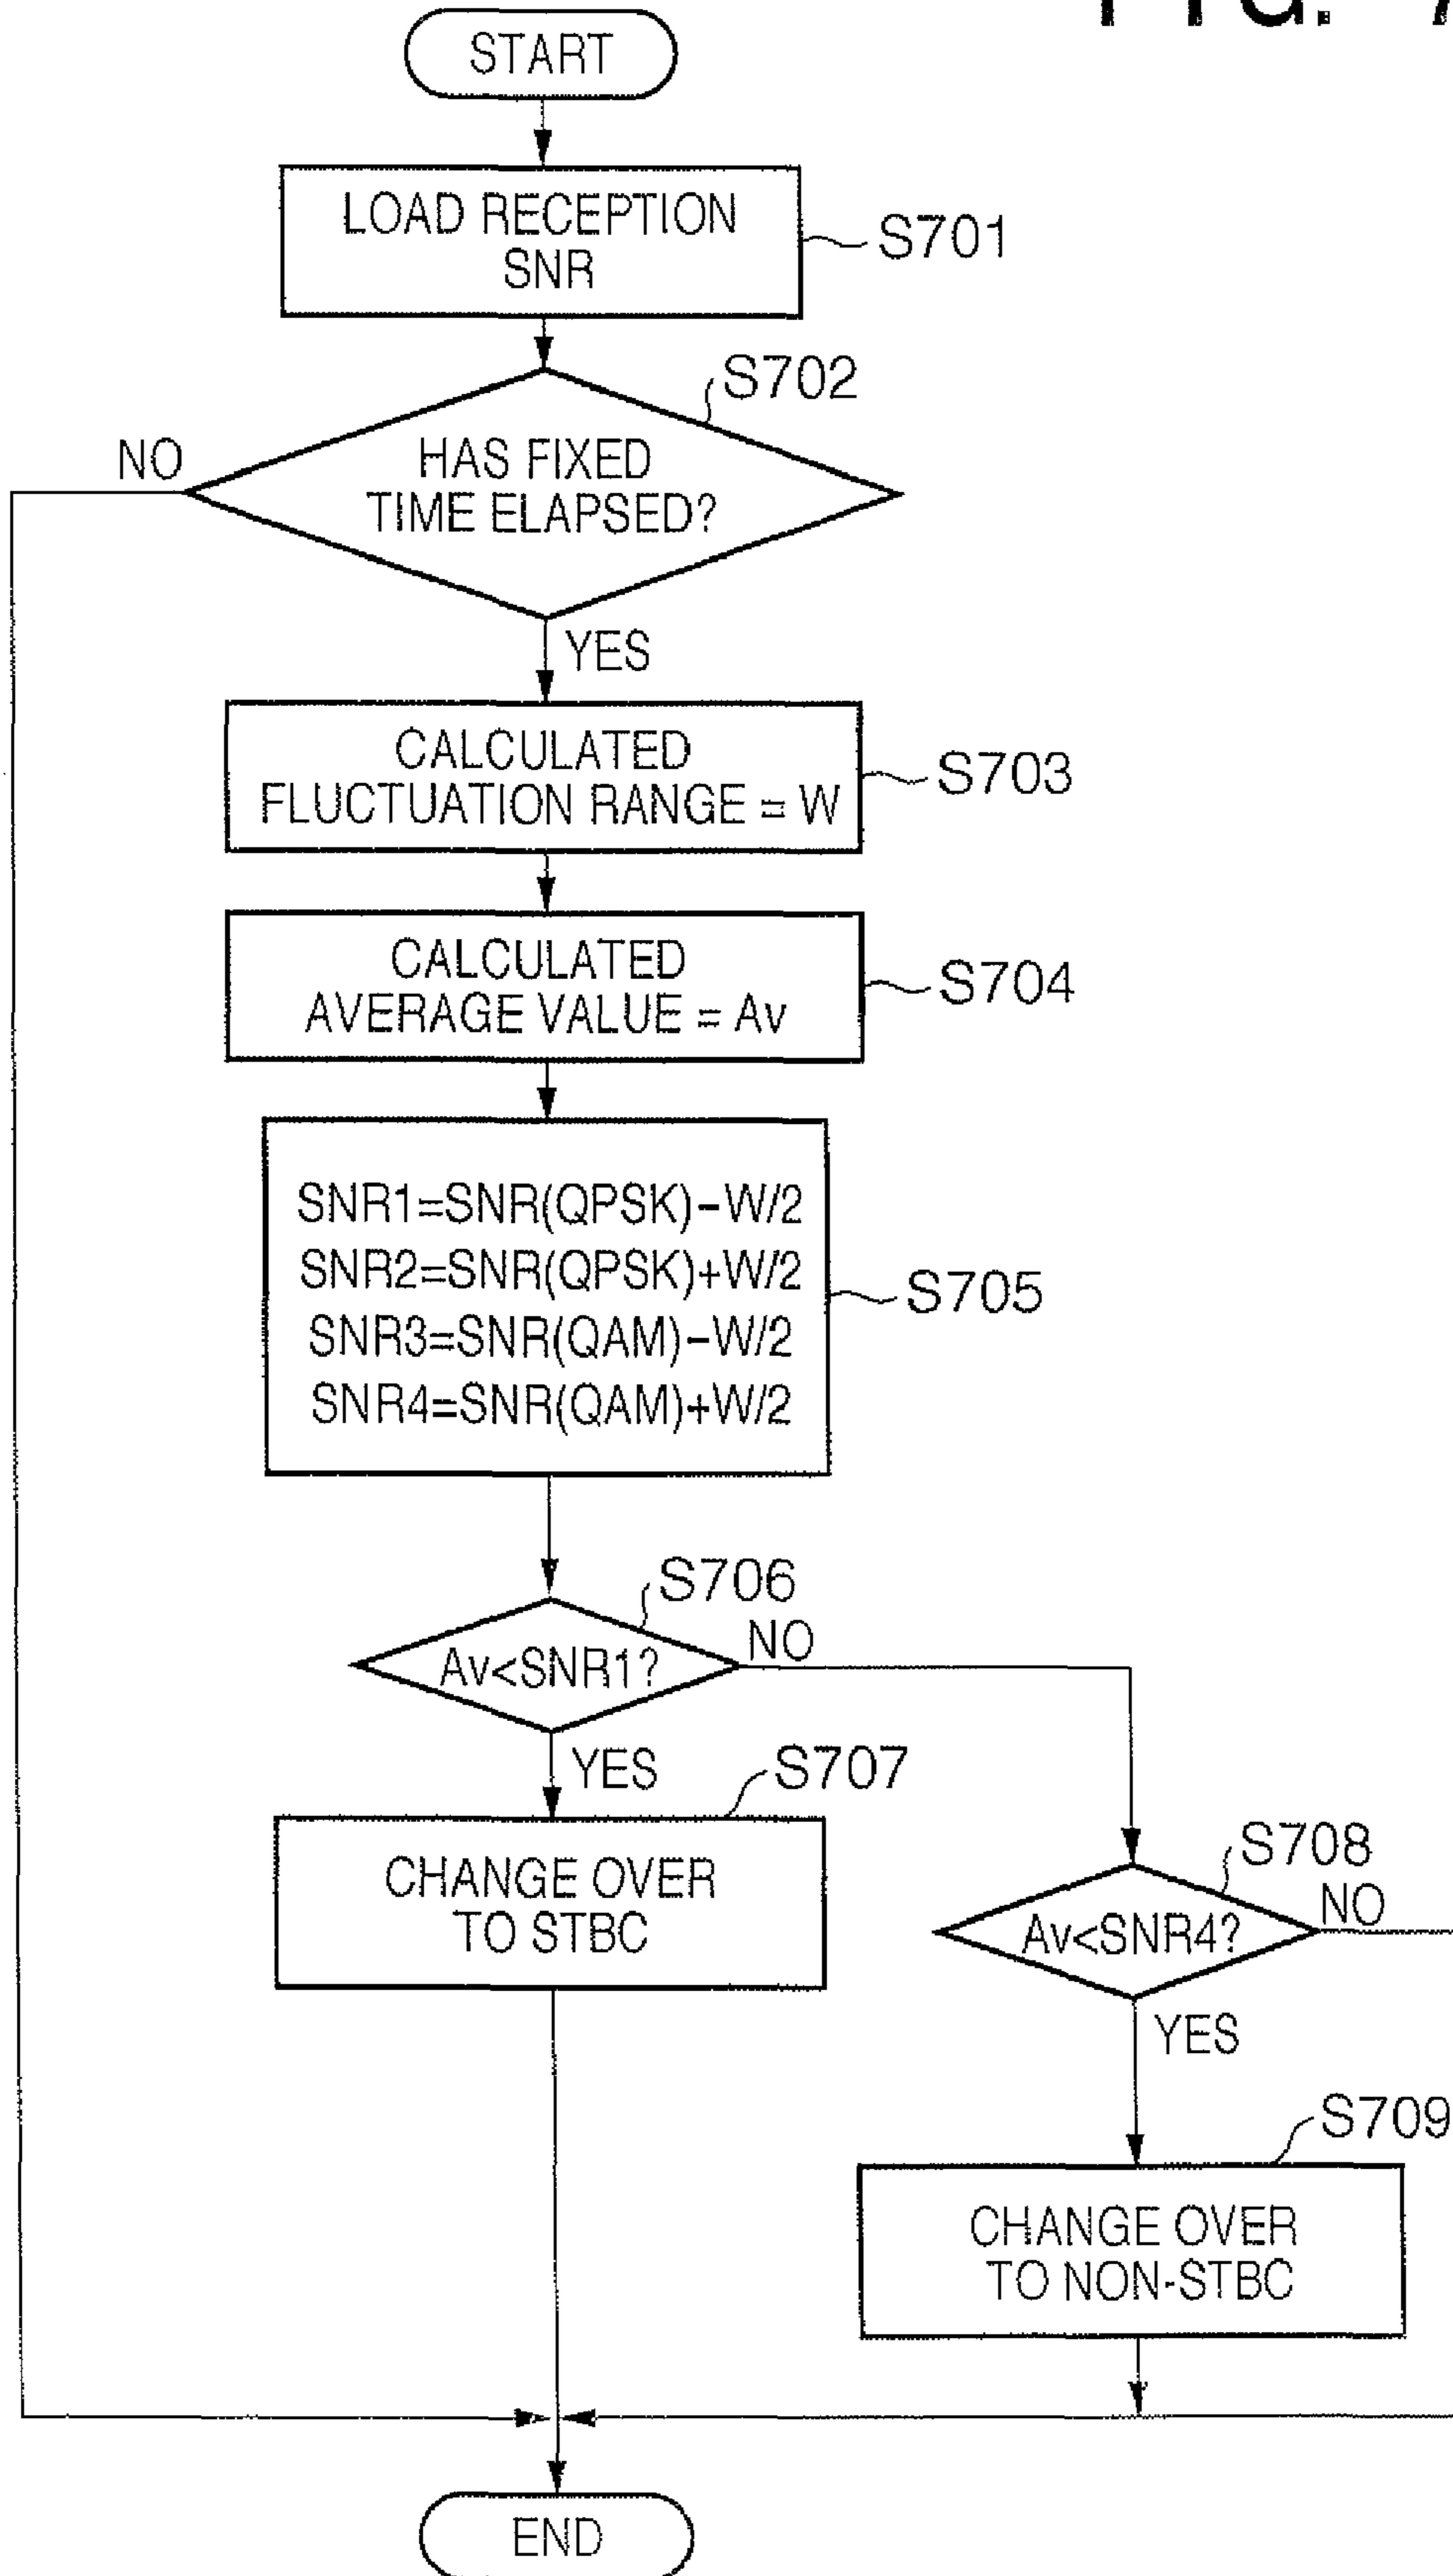 FIG. 7
START
LOAD RECEPTION
SNR
S701
S702
HAS FIXED
TIME ELAPSED?
NO
YES
CALCULATED
FLUCTUATION RANGE = W
S703
CALCULATED
AVERAGE VALUE = Av
S704
SNR1=SNR(QPSK)-W/2
SNR2=SNR(QPSK)+W/2
SNR3=SNR(QAM)-W/2
SNR4=SNR(QAM)+W/2
S705
S706
Av<SNR1?
NO
YES
S707
CHANGE OVER
TO STBC
S708
Av<SNR4?
NO
YES
S709
CHANGE OVER
TO NON-STBC
END